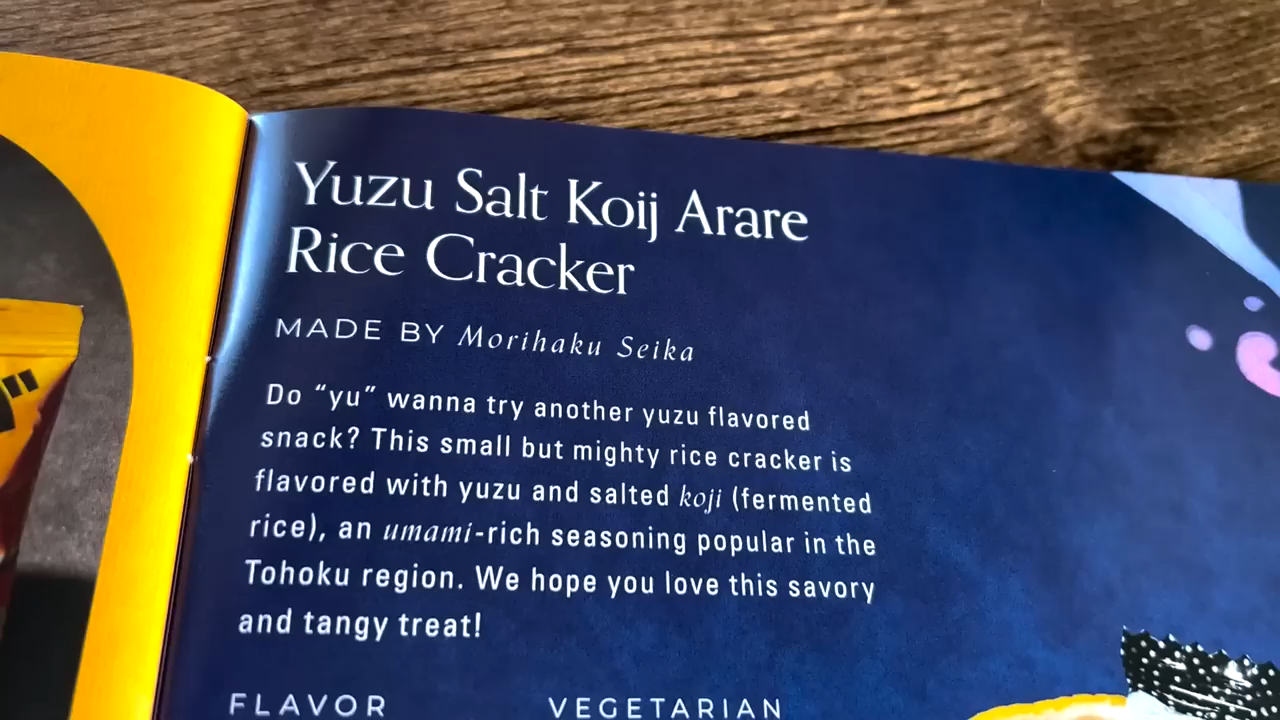 Yuzu Salt Koij Arare
Rice Cracker
MADE BY Morihaku Seika
Do “yu” wanna try another yuzu flavored
snack? This small but mighty rice cracker is
flavored with yuzu and salted koji (fermented
rice), an umami-rich seasoning popular in the
Tohoku region. We hope you love this savory
and tangy treat!
FLAVOR
VEGETARIAN